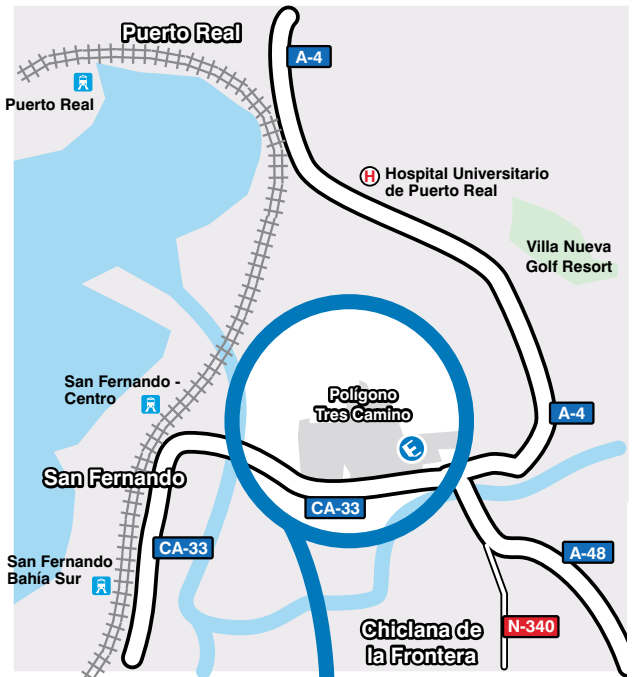 Puerto Real
A-4
Puerto Real
H
Hospital Universitario
de Puerto Real
Villa Nueva
Golf Resort
San Fernando -
Centro
Polígono
Tres Camino
A-4
E
San Fernando
CA-33
CA-33
A-48
San Fernando
Bahía Sur
N-340
Chiclana de
la Frontera